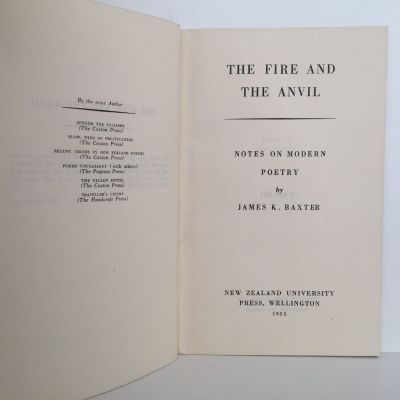 By the same Author
BEYOND THE PALISADE
(The Caxton Press)
BLOW, WIND OF FRUITFULNESS
(The Caxton Press)
RECENT TRENDS IN NEW ZEALAND POETRY
(The Caxton Press)
POEMS UNPLEASANT (with others)
(The Pegasus Press)
THE FALLEN HOUSE
(The Caxton Press)
TRAVELLER'S LITANY
(The Handcraft Press)
THE FIRE AND
THE ANVIL
NOTES ON MODERN
POETRY
by
JAMES K. BAXTER
NEW ZEALAND UNIVERSITY
PRESS, WELLINGTON
1955